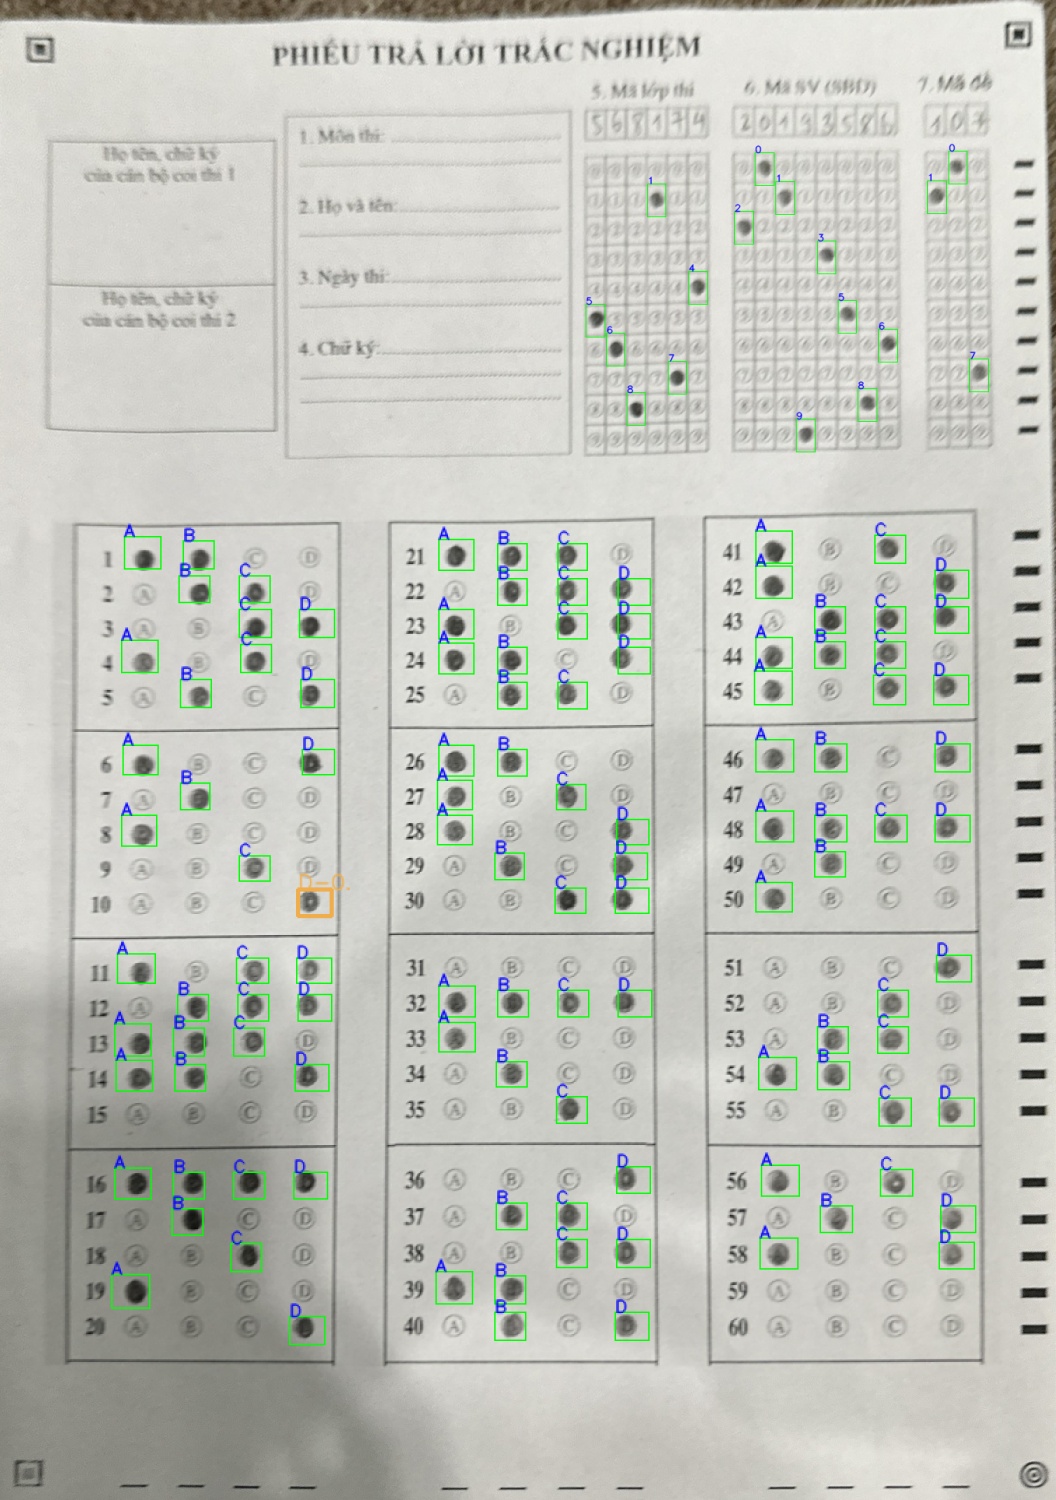 PHIẾU TRẢ LỜI TRẮC NGHIỆM
Họ tên, chữ ký
của cán bộ coi thi 1
Họ tên, chữ ký
của cán bộ coi thi 2
1. Môn thi:
2. Họ và tên:
3. Ngày thi:
4. Chữ ký:
5. Mã lớp thi
5 6 8 1 7 4
6. Mã SV (SBD)
2 0 1 9 3 5 8 6
7. Mã đề
1 0 7
1 A B C D
2 A B C D
3 A B C D
4 A B C D
5 A B C D
6 A B C D
7 A B C D
8 A B C D
9 A B C D
10 A B C D
11 A B C D
12 A B C D
13 A B C D
14 A B C D
15 A B C D
16 A B C D
17 A B C D
18 A B C D
19 A B C D
20 A B C D
21 A B C D
22 A B C D
23 A B C D
24 A B C D
25 A B C D
26 A B C D
27 A B C D
28 A B C D
29 A B C D
30 A B C D
31 A B C D
32 A B C D
33 A B C D
34 A B C D
35 A B C D
36 A B C D
37 A B C D
38 A B C D
39 A B C D
40 A B C D
41 A B C D
42 A B C D
43 A B C D
44 A B C D
45 A B C D
46 A B C D
47 A B C D
48 A B C D
49 A B C D
50 A B C D
51 A B C D
52 A B C D
53 A B C D
54 A B C D
55 A B C D
56 A B C D
57 A B C D
58 A B C D
59 A B C D
60 A B C D